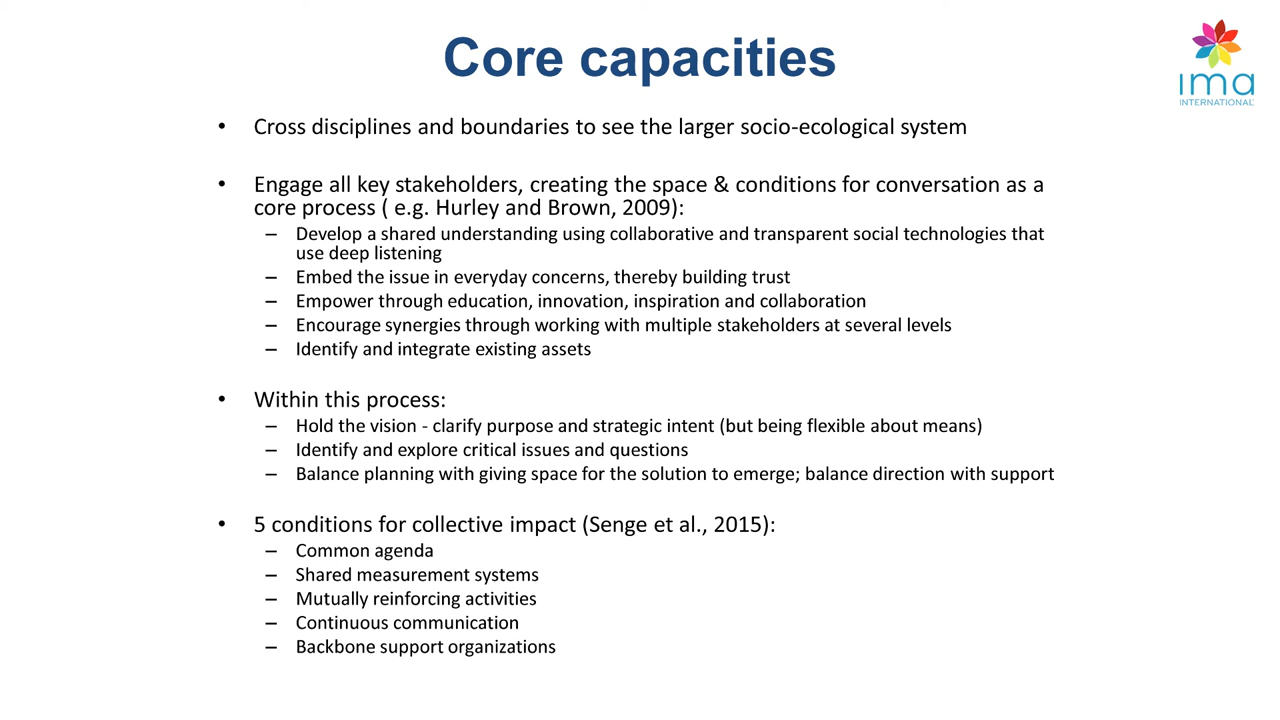 Core capacities
ima
INTERNATIONAL
• Cross disciplines and boundaries to see the larger socio-ecological system
• Engage all key stakeholders, creating the space & conditions for conversation as a
core process ( e.g. Hurley and Brown, 2009):
– Develop a shared understanding using collaborative and transparent social technologies that
use deep listening
– Embed the issue in everyday concerns, thereby building trust
– Empower through education, innovation, inspiration and collaboration
– Encourage synergies through working with multiple stakeholders at several levels
– Identify and integrate existing assets
• Within this process:
– Hold the vision - clarify purpose and strategic intent (but being flexible about means)
– Identify and explore critical issues and questions
– Balance planning with giving space for the solution to emerge; balance direction with support
• 5 conditions for collective impact (Senge et al., 2015):
– Common agenda
– Shared measurement systems
– Mutually reinforcing activities
– Continuous communication
– Backbone support organizations